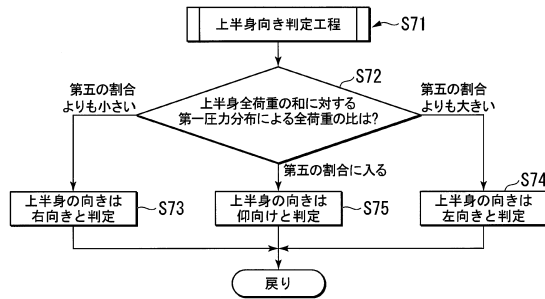 上半身向き判定工程
S71
S72
上半身全荷重の和に対する
第一圧力分布による全荷重の比は?
第五の割合
よりも小さい
第五の割合
よりも大きい
第五の割合に入る
上半身の向きは
右向きと判定
S73
上半身の向きは
仰向けと判定
S75
上半身の向きは
左向きと判定
S74
戻り